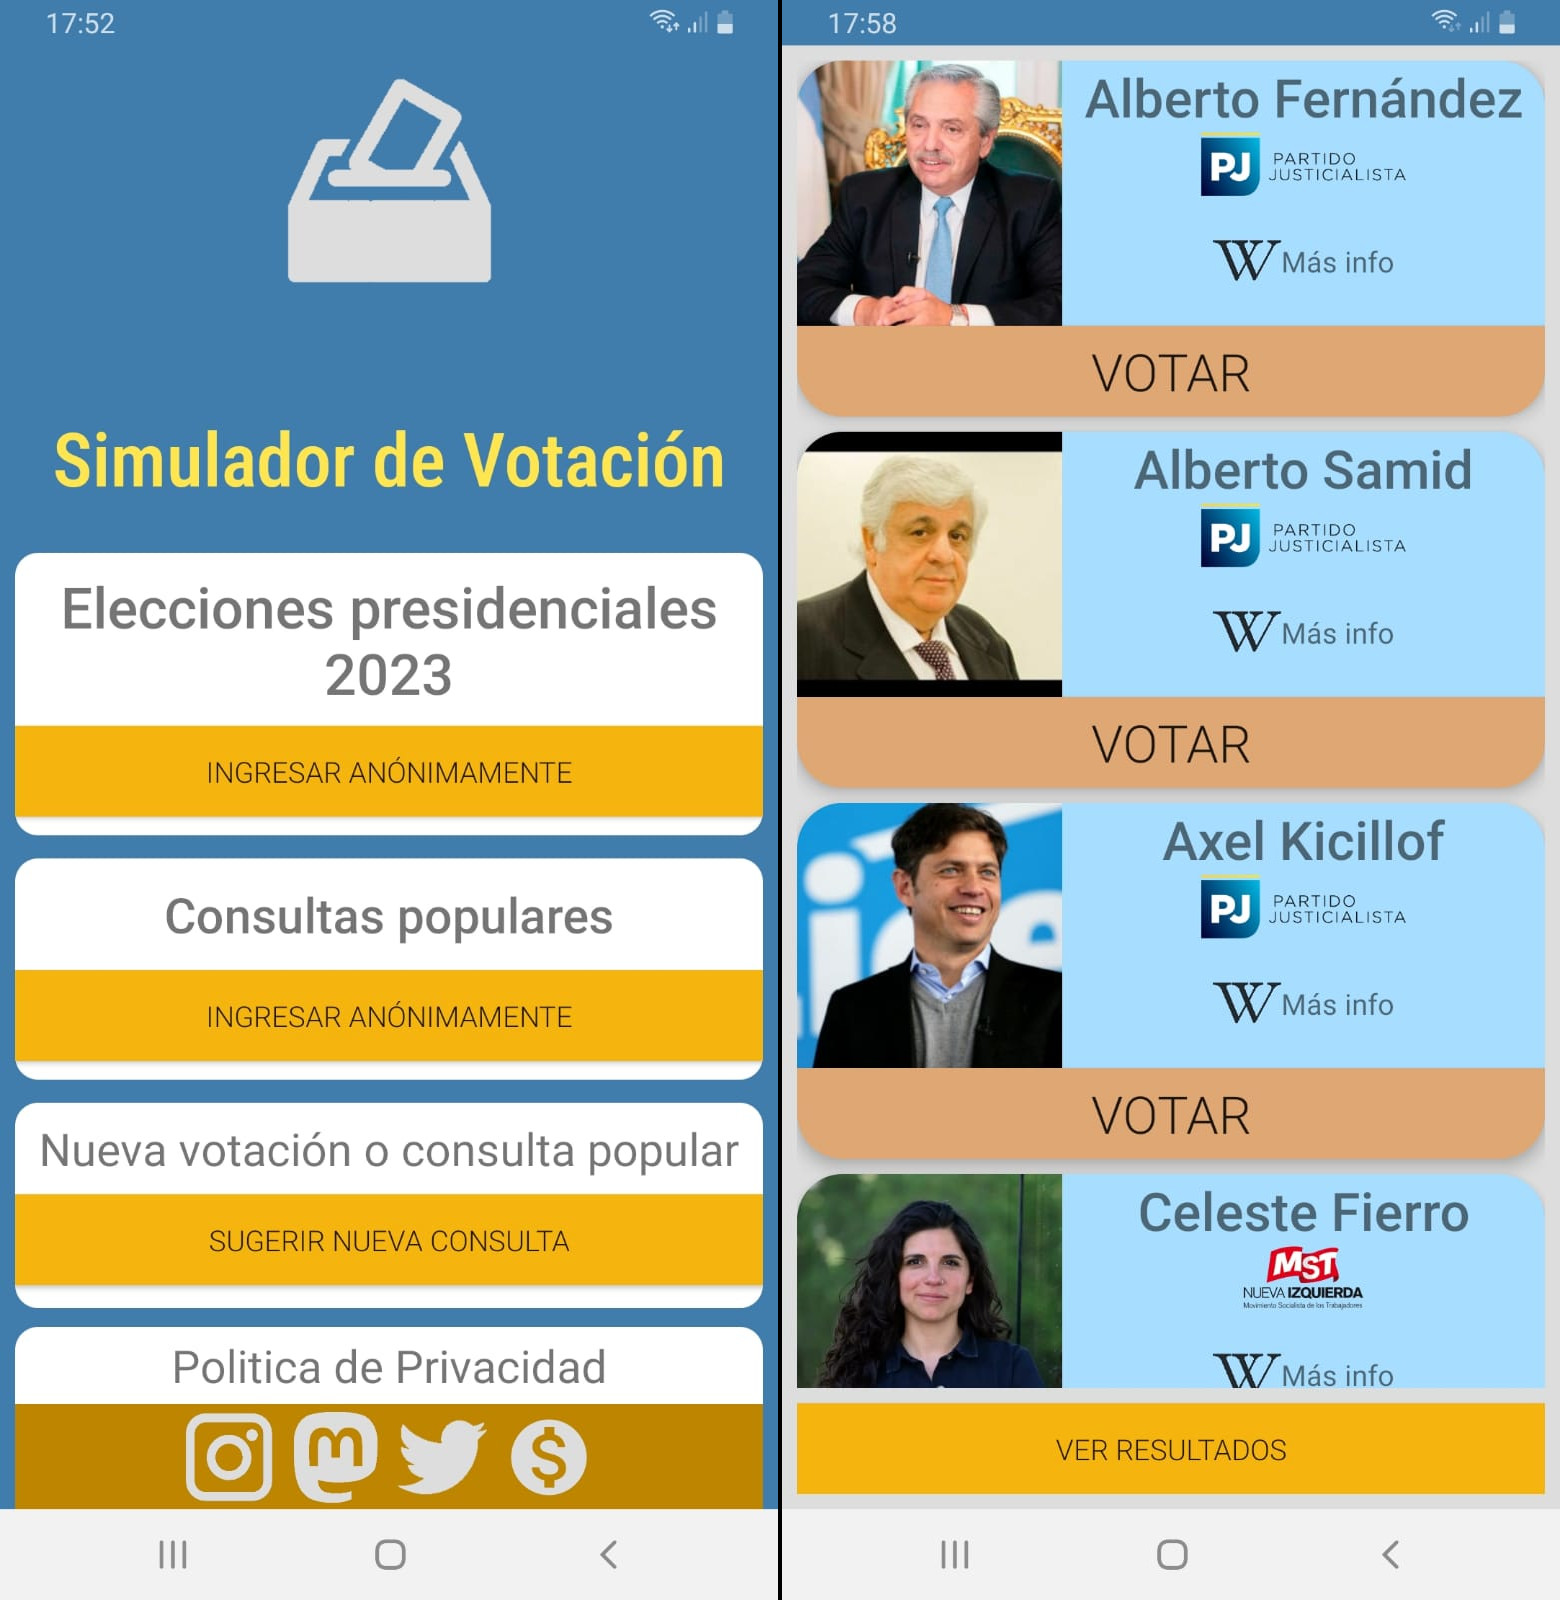 17:52
Simulador de Votación
Elecciones presidenciales
2023
INGRESAR ANÓNIMAMENTE
Consultas populares
INGRESAR ANÓNIMAMENTE
Nueva votación o consulta popular
SUGERIR NUEVA CONSULTA
Politica de Privacidad
17:58
Alberto Fernández
PJ PARTIDO
JUSTICIALISTA
W Más info
VOTAR
Alberto Samid
PJ PARTIDO
JUSTICIALISTA
W Más info
VOTAR
Axel Kicillof
PJ PARTIDO
JUSTICIALISTA
W Más info
VOTAR
Celeste Fierro
MST
NUEVA IZQUIERDA
Movimiento Socialista de los Trabajadores
W Más info
VER RESULTADOS